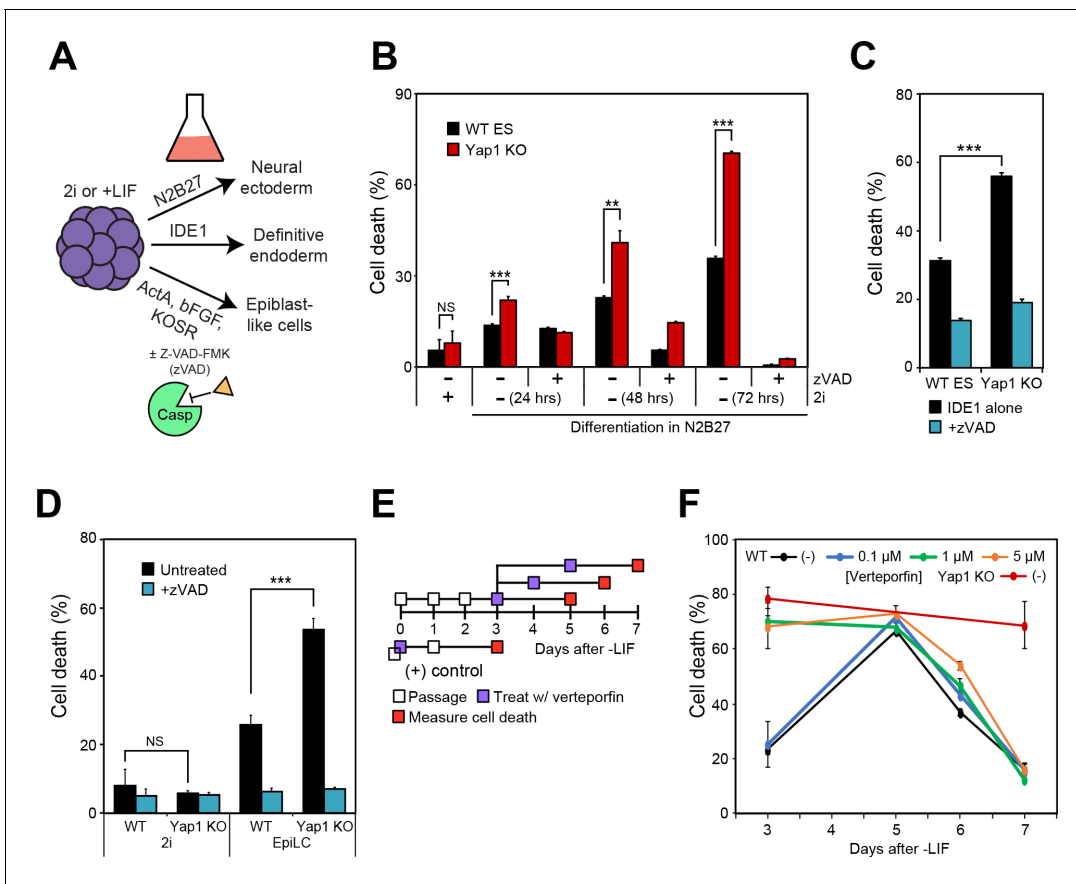 A
2i or +LIF
N2B27
Neural
ectoderm
IDE1
Definitive
endoderm
ActA, bFGF,
KOSR
Epiblast-
like cells
± Z-VAD-FMK
(zVAD)
Casp
B
Cell death (%)
90
60
30
0
WT ES
Yap1 KO
NS
***
**
***
– – + – + – + zVAD
+ – (24 hrs) – (48 hrs) – (72 hrs) 2i
Differentiation in N2B27
C
Cell death (%)
80
60
40
20
0
***
WT ES Yap1 KO
IDE1 alone
+zVAD
D
Cell death (%)
80
60
40
20
0
Untreated
+zVAD
NS
***
WT Yap1 KO WT Yap1 KO
2i EpiLC
E
0 1 2 3 4 5 6 7
Days after -LIF
(+) control
Passage Treat w/ verteporfin
Measure cell death
F
Cell death (%)
100
80
60
40
20
0
WT (-) 0.1 µM 1 µM 5 µM
[Verteporfin] Yap1 KO (-)
3 4 5 6 7
Days after -LIF